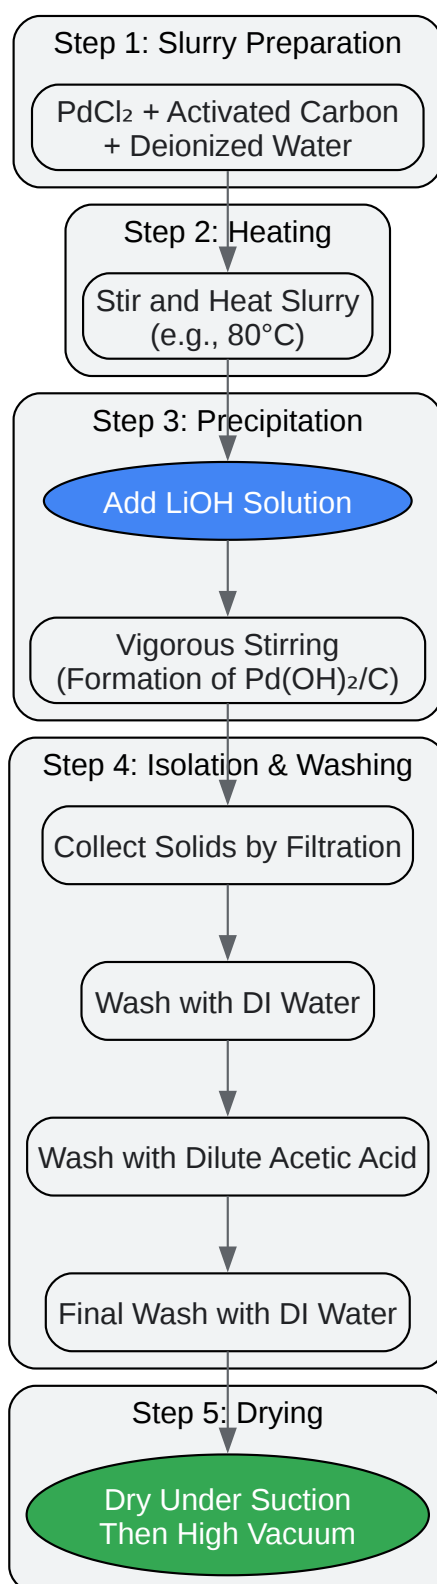 Step 1: Slurry Preparation
PdCl₂ + Activated Carbon
+ Deionized Water
Step 2: Heating
Stir and Heat Slurry
(e.g., 80°C)
Step 3: Precipitation
Add LiOH Solution
Vigorous Stirring
(Formation of Pd(OH)₂/C)
Step 4: Isolation & Washing
Collect Solids by Filtration
Wash with DI Water
Wash with Dilute Acetic Acid
Final Wash with DI Water
Step 5: Drying
Dry Under Suction
Then High Vacuum